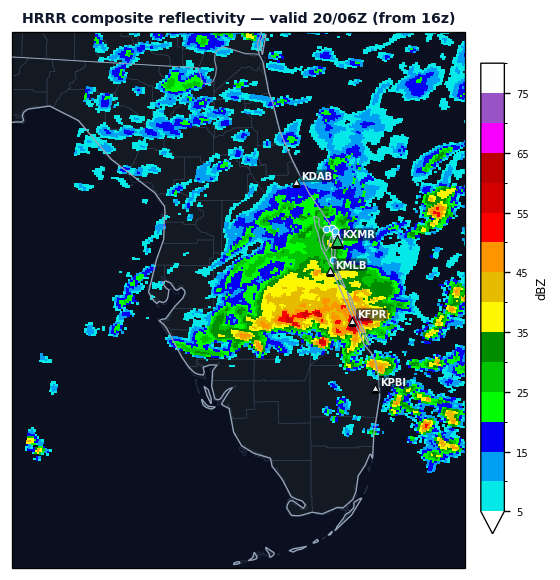 HRRR composite reflectivity — valid 20/06Z (from 16z)
KDAB
KXMR
KMLB
KFPR
KPBI
75
65
55
45
35
25
15
5
dBZ